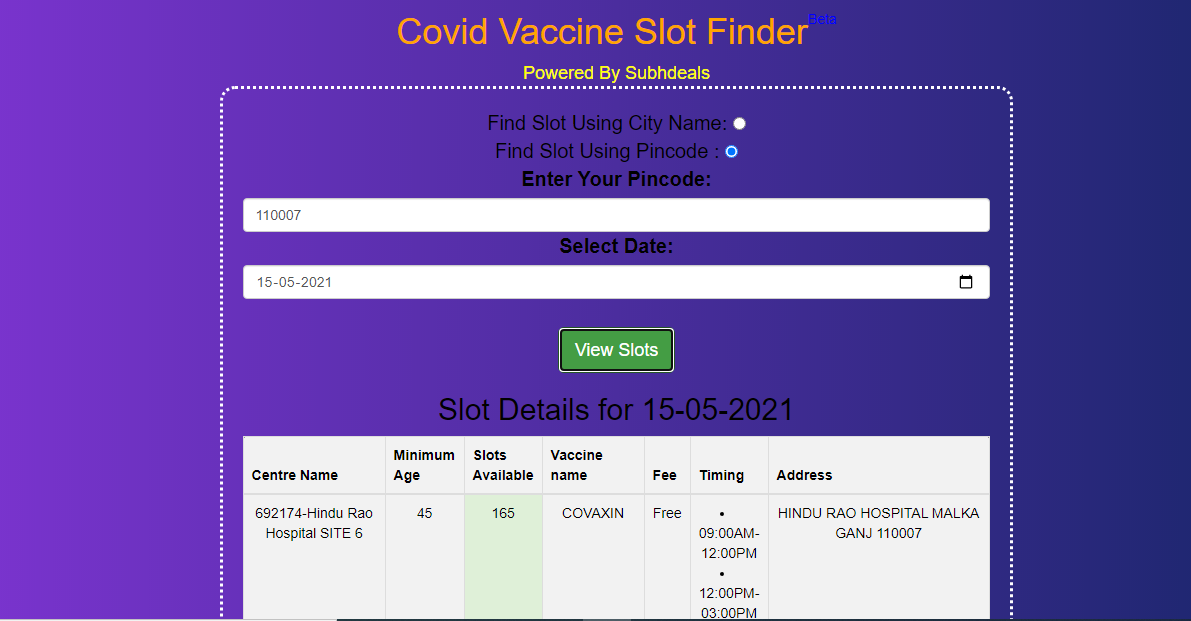 Covid Vaccine Slot Finder Beta
Powered By Subhdeals
Find Slot Using City Name:
Find Slot Using Pincode :
Enter Your Pincode:
110007
Select Date:
15-05-2021
View Slots
Slot Details for 15-05-2021
Centre Name Minimum Age Slots Available Vaccine name Fee Timing Address
692174-Hindu Rao Hospital SITE 6 45 165 COVAXIN Free • 09:00AM-12:00PM • 12:00PM-03:00PM HINDU RAO HOSPITAL MALKA GANJ 110007